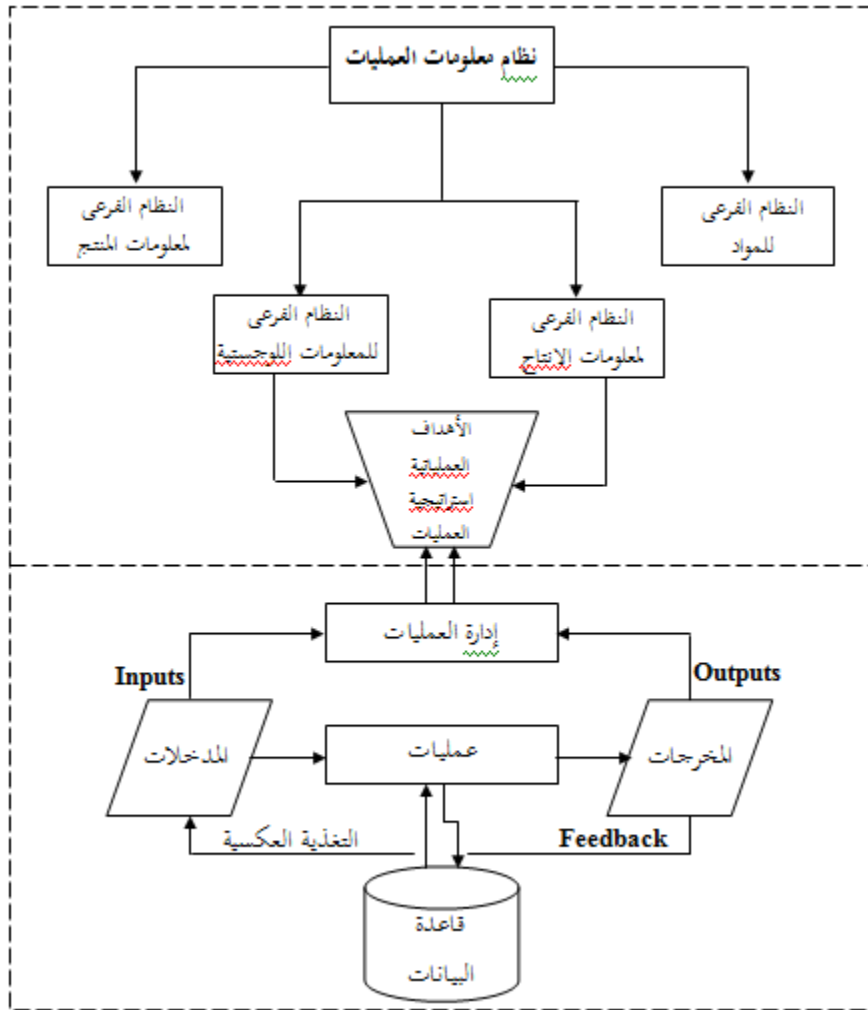 نظام معلومات العمليات
النظام الفرعى
للمواد
النظام الفرعى
لمعلومات المنتج
النظام الفرعى
لمعلومات الإنتاج
النظام الفرعى
للمعلومات اللوجستية
الأهداف
العملياتية
استراتيجية
العمليات
إدارة العمليات
Inputs
Outputs
المدخلات
عمليات
المخرجات
التغذية العكسية
Feedback
قاعدة
البيانات